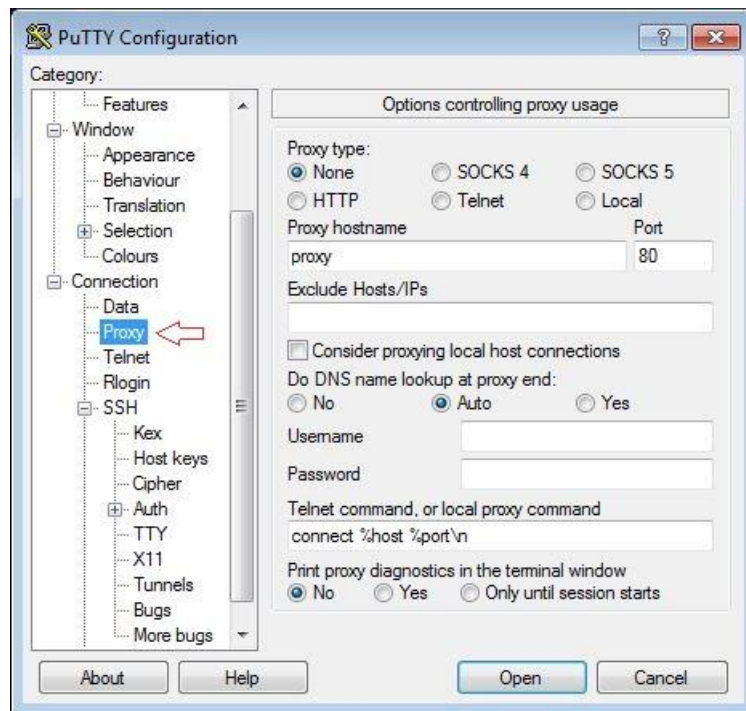 PuTTY Configuration
Category:
Features
Window
Appearance
Behaviour
Translation
Selection
Colours
Connection
Data
Proxy
Telnet
Rlogin
SSH
Kex
Host keys
Cipher
Auth
TTY
X11
Tunnels
Bugs
More bugs
Options controlling proxy usage
Proxy type:
None SOCKS 4 SOCKS 5
HTTP Telnet Local
Proxy hostname Port
proxy 80
Exclude Hosts/IPs
Consider proxying local host connections
Do DNS name lookup at proxy end:
No Auto Yes
Username
Password
Telnet command, or local proxy command
connect %host %port\n
Print proxy diagnostics in the terminal window
No Yes Only until session starts
About Help Open Cancel